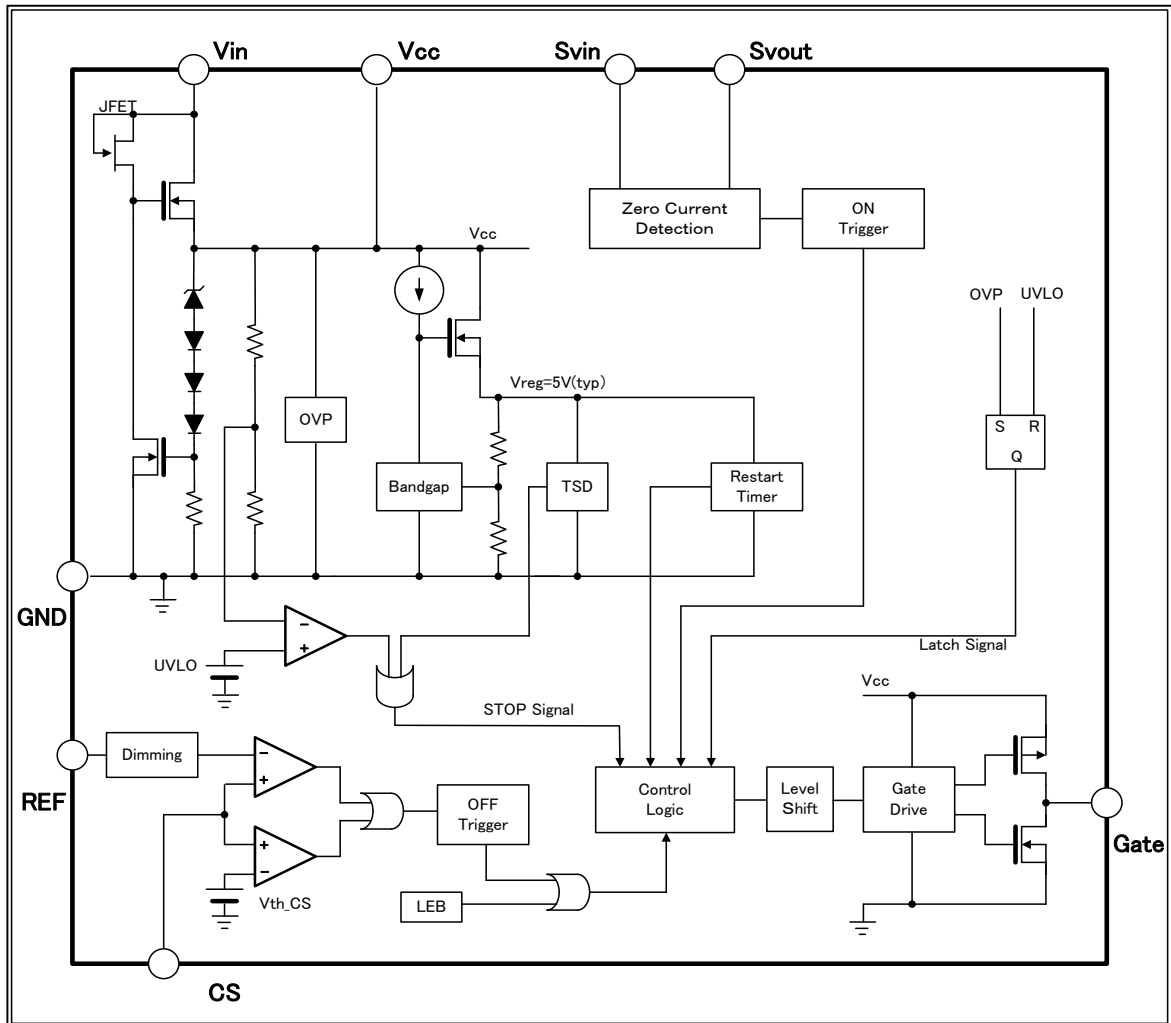 Vin
Vcc
Svin
Svout
JFET
Zero Current
Detection
ON
Trigger
Vcc
OVP
UVLO
Vreg=5V(typ)
OVP
S
R
Q
Bandgap
TSD
Restart
Timer
GND
-
+
UVLO
Latch Signal
Vcc
STOP Signal
REF
Dimming
-
+
OFF
Trigger
Control
Logic
Level
Shift
Gate
Drive
Gate
+
-
Vth_CS
LEB
CS